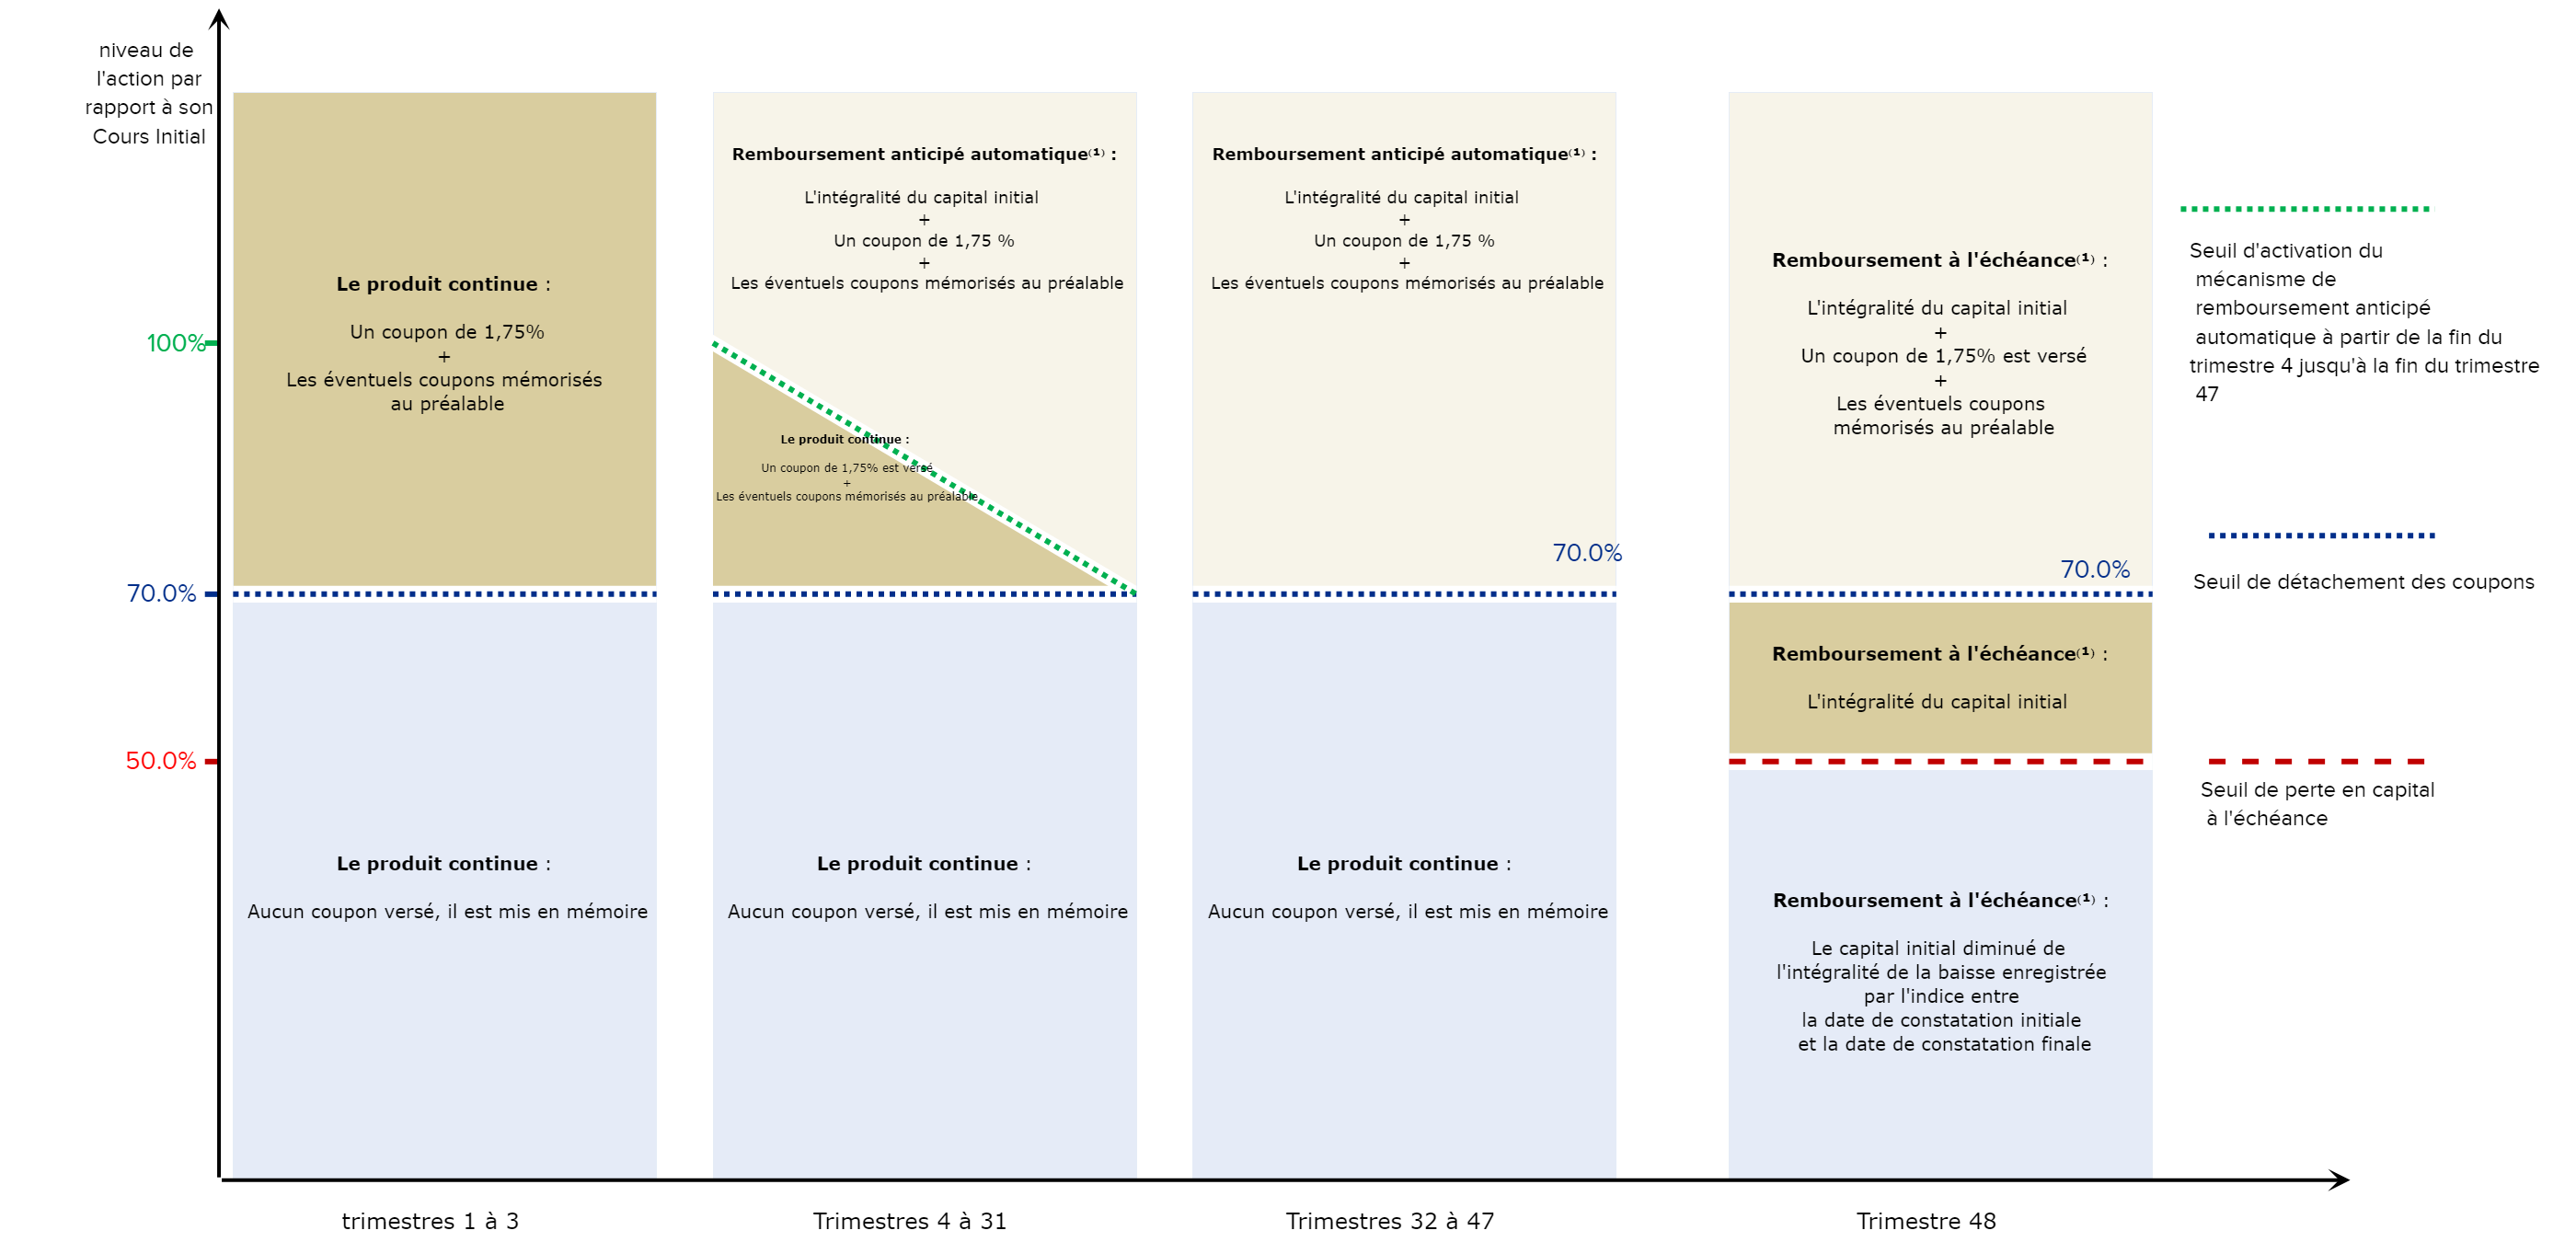 niveau de
l'action par
rapport à son
Cours Initial
100%
70.0%
50.0%
Le produit continue :
Un coupon de 1,75%
+
Les éventuels coupons mémorisés
au préalable
Le produit continue :
Aucun coupon versé, il est mis en mémoire
trimestres 1 à 3
Remboursement anticipé automatique⁽¹⁾ :
L'intégralité du capital initial
+
Un coupon de 1,75 %
+
Les éventuels coupons mémorisés au préalable
Le produit continue :
Un coupon de 1,75% est versé
+
Les éventuels coupons mémorisés au préalable
Le produit continue :
Aucun coupon versé, il est mis en mémoire
Trimestres 4 à 31
Remboursement anticipé automatique⁽¹⁾ :
L'intégralité du capital initial
+
Un coupon de 1,75 %
+
Les éventuels coupons mémorisés au préalable
70.0%
Le produit continue :
Aucun coupon versé, il est mis en mémoire
Trimestres 32 à 47
Remboursement à l'échéance⁽¹⁾ :
L'intégralité du capital initial
+
Un coupon de 1,75% est versé
+
Les éventuels coupons
mémorisés au préalable
70.0%
Remboursement à l'échéance⁽¹⁾ :
L'intégralité du capital initial
Remboursement à l'échéance⁽¹⁾ :
Le capital initial diminué de
l'intégralité de la baisse enregistrée
par l'indice entre
la date de constatation initiale
et la date de constatation finale
Trimestre 48
Seuil d'activation du
mécanisme de
remboursement anticipé
automatique à partir de la fin du
trimestre 4 jusqu'à la fin du trimestre
47
Seuil de détachement des coupons
Seuil de perte en capital
à l'échéance